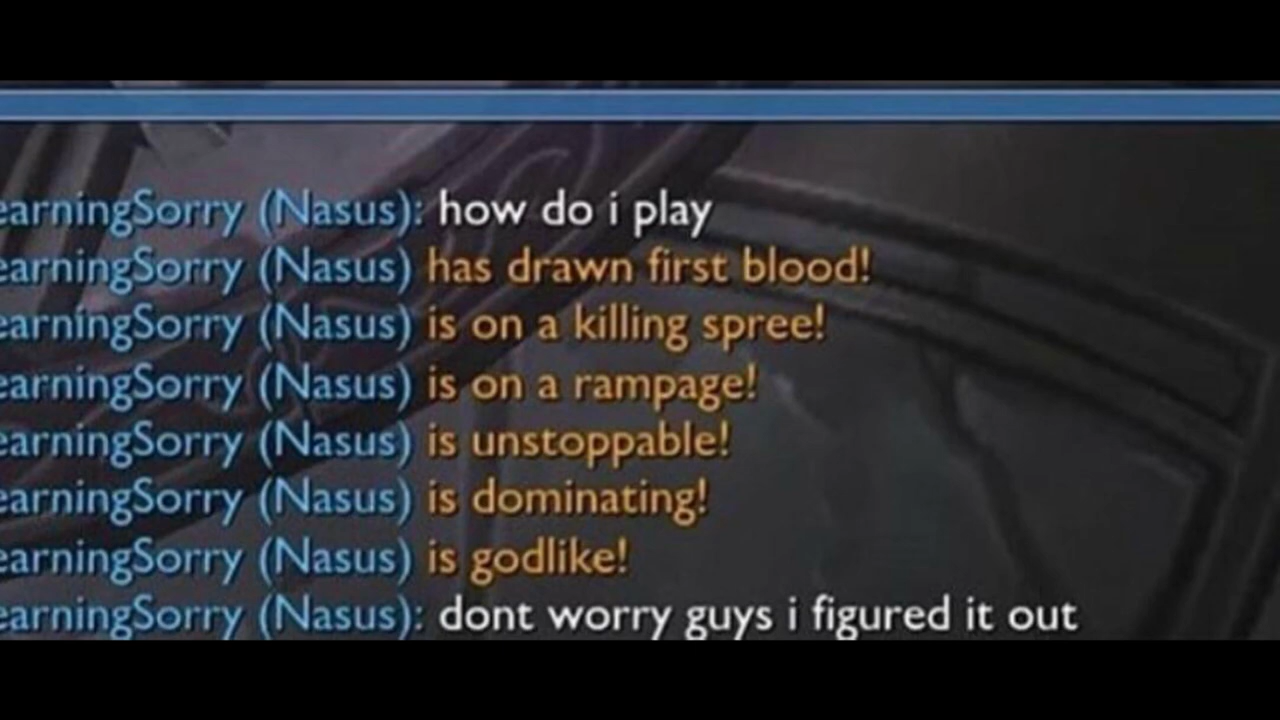 earningSorry (Nasus): how do i play
earningSorry (Nasus) has drawn first blood!
earningSorry (Nasus) is on a killing spree!
earningSorry (Nasus) is on a rampage!
earningSorry (Nasus) is unstoppable!
earningSorry (Nasus) is dominating!
earningSorry (Nasus) is godlike!
earningSorry (Nasus): dont worry guys i figured it out